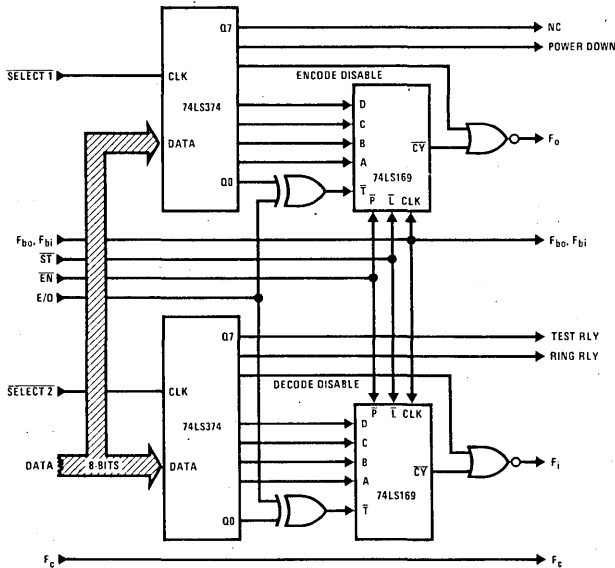 Q7
NC
POWER DOWN
SELECT 1
CLK
ENCODE DISABLE
74LS374
D
C
B
A
DATA
CY
Fo
74LS169
Q0
T
P L CLK
Fbo, Fbi
Fbo, Fbi
ST
EN
E/O
Q7
TEST RLY
RING RLY
DECODE DISABLE
SELECT 2
CLK
P L CLK
74LS374
D
C
B
A
DATA 8-BITS
DATA
CY
Fi
74LS169
Q0
T
Fc
Fc